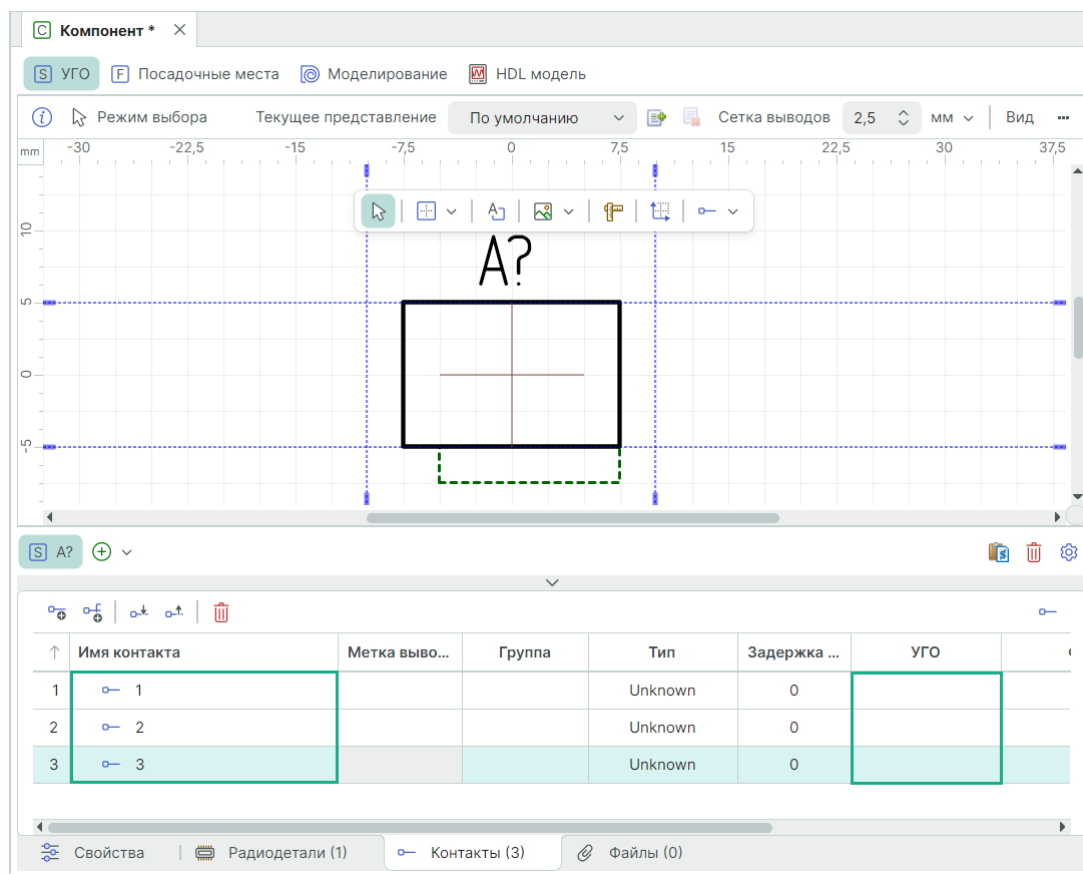 C Компонент *
S УГО F Посадочные места Моделирование HDL модель
Режим выбора Текущее представление По умолчанию Сетка выводов 2,5 мм Вид
mm -30 -22,5 -15 -7,5 0 7,5 15 22,5 30 37,5
10
5
0
-5
A?
S A?
Имя контакта Метка выво... Группа Тип Задержка ... УГО
1 1 Unknown 0
2 2 Unknown 0
3 3 Unknown 0
Свойства Радиодетали (1) Контакты (3) Файлы (0)